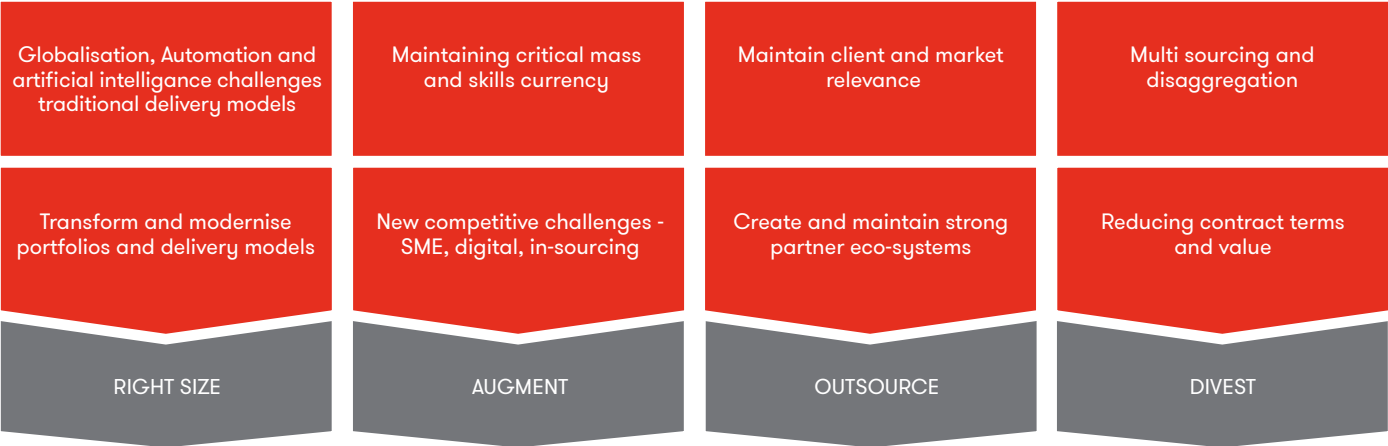 Globalisation, Automation and
artificial intelligance challenges
traditional delivery models
Maintaining critical mass
and skills currency
Maintain client and market
relevance
Multi sourcing and
disaggregation
Transform and modernise
portfolios and delivery models
New competitive challenges -
SME, digital, in-sourcing
Create and maintain strong
partner eco-systems
Reducing contract terms
and value
RIGHT SIZE
AUGMENT
OUTSOURCE
DIVEST